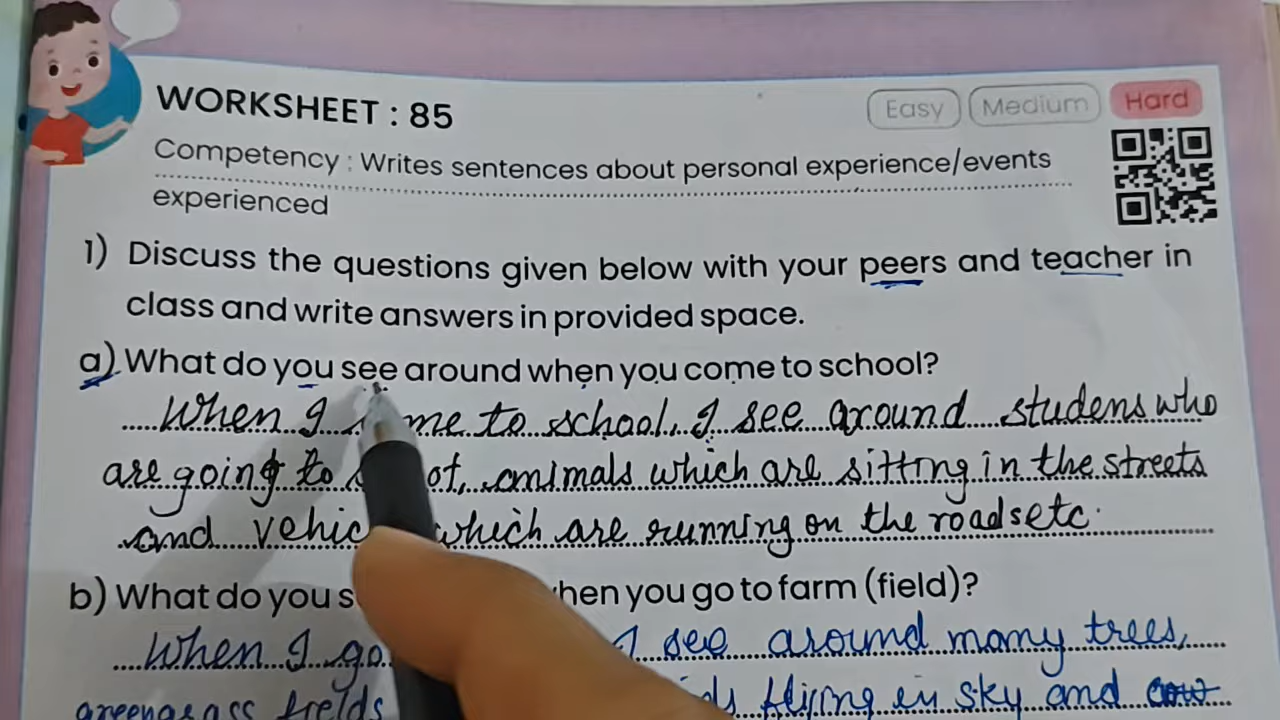 WORKSHEET : 85
Easy Medium Hard
Competency : Writes sentences about personal experience/events
experienced
1) Discuss the questions given below with your peers and teacher in
class and write answers in provided space.
a) What do you see around when you come to school?
When I me to school, I see around studens who
are going to ot, animals which are sitting in the streets
and vehic which are running on the roads etc.
b) What do you s hen you go to farm (field)?
When I go I see around many trees,
greengrass fields ds flying in sky and cow